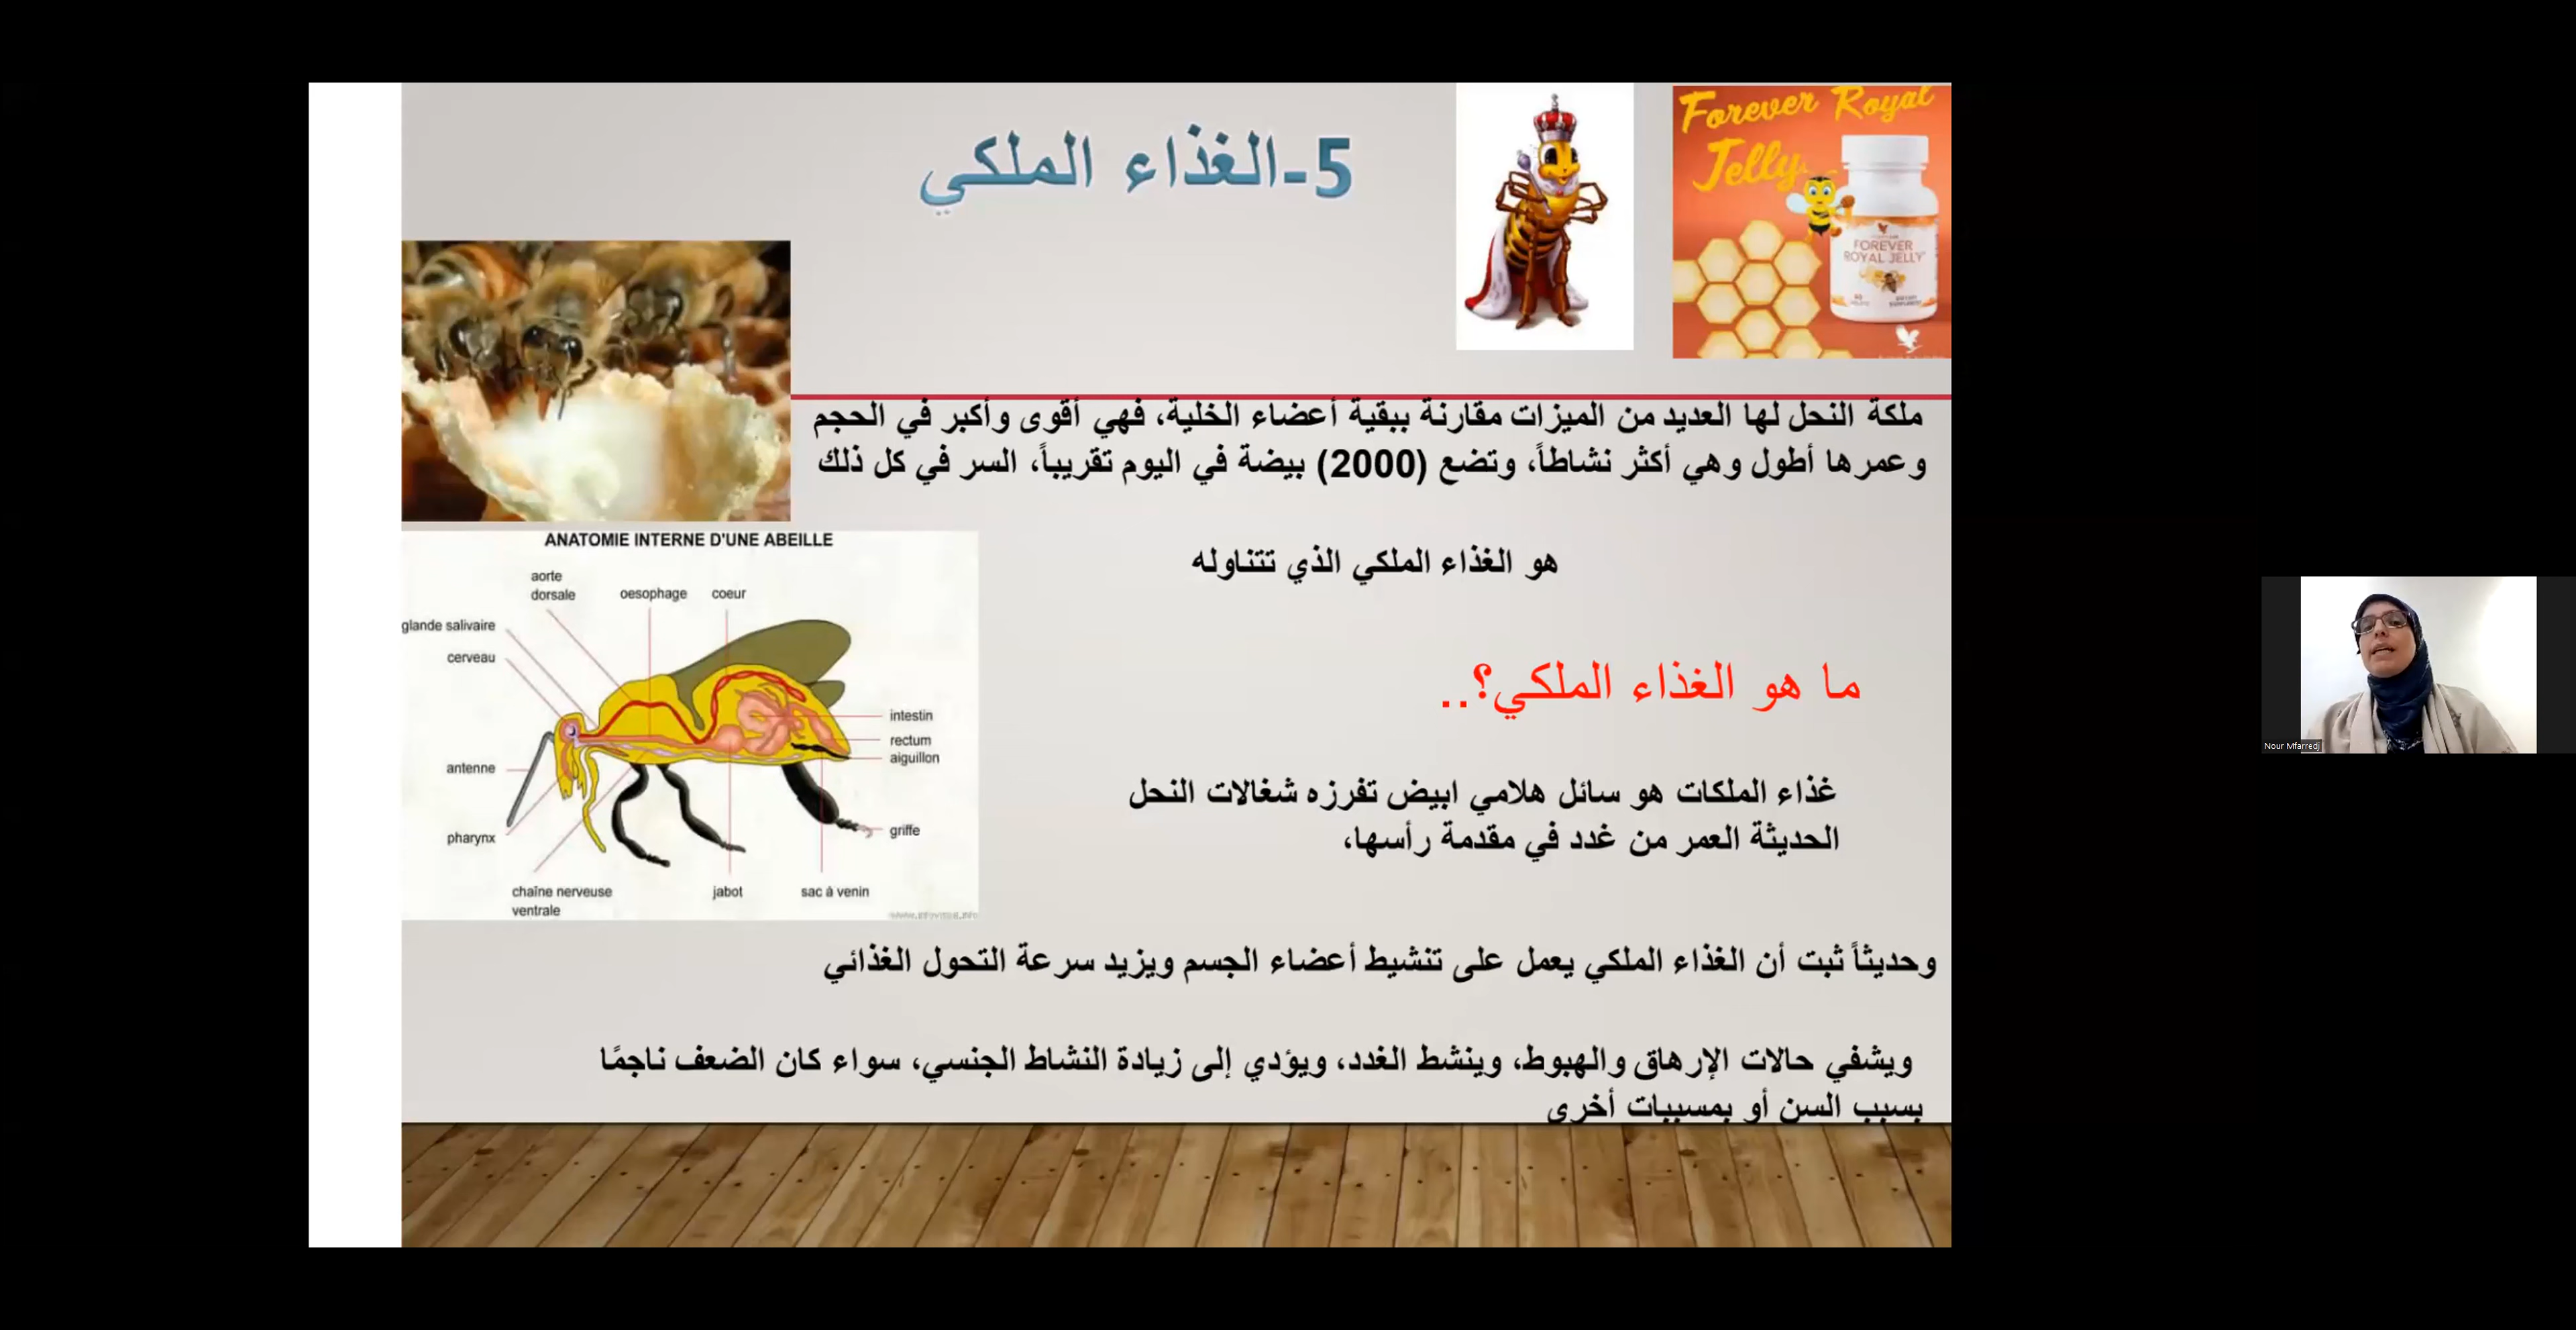 5-الغذاء الملكي
Forever Royal
Jelly
FOREVER
ROYAL JELLY
ملكة النحل لها العديد من الميزات مقارنة ببقية أعضاء الخلية، فهي أقوى وأكبر في الحجم
وعمرها أطول وهي أكثر نشاطاً، وتضع (2000) بيضة في اليوم تقريباً، السر في كل ذلك
هو الغذاء الملكي الذي تتناوله
ما هو الغذاء الملكي؟..
غذاء الملكات هو سائل هلامي ابيض تفرزه شغالات النحل
الحديثة العمر من غدد في مقدمة رأسها،
وحديثاً ثبت أن الغذاء الملكي يعمل على تنشيط أعضاء الجسم ويزيد سرعة التحول الغذائي
ويشفي حالات الإرهاق والهبوط، وينشط الغدد، ويؤدي إلى زيادة النشاط الجنسي، سواء كان الضعف ناجمًا
بسبب السن أو بمسببات أخرى
ANATOMIE INTERNE D'UNE ABEILLE
aorte
dorsale
oesophage
coeur
glande salivaire
cerveau
antenne
pharynx
chaîne nerveuse
ventrale
jabot
sac à venin
intestin
rectum
aiguillon
griffe
Nour Mfarredj